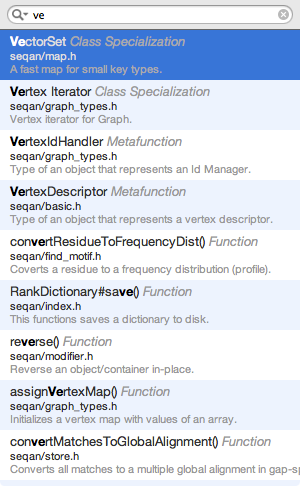 ve
VectorSet Class Specialization
seqan/map.h
A fast map for small key types.
Vertex Iterator Class Specialization
seqan/graph_types.h
Vertex iterator for Graph.
VertexIdHandler Metafunction
seqan/graph_types.h
Type of an object that represents an Id Manager.
VertexDescriptor Metafunction
seqan/basic.h
Type of an object that represents a vertex descriptor.
convertResidueToFrequencyDist() Function
seqan/find_motif.h
Coverts a residue to a frequency distribution (profile).
RankDictionary#save() Function
seqan/index.h
This functions saves a dictionary to disk.
reverse() Function
seqan/modifier.h
Reverse an object/container in-place.
assignVertexMap() Function
seqan/graph_types.h
Initializes a vertex map with values of an array.
convertMatchesToGlobalAlignment() Function
seqan/store.h
Converts all matches to a multiple global alignment in gap-sp